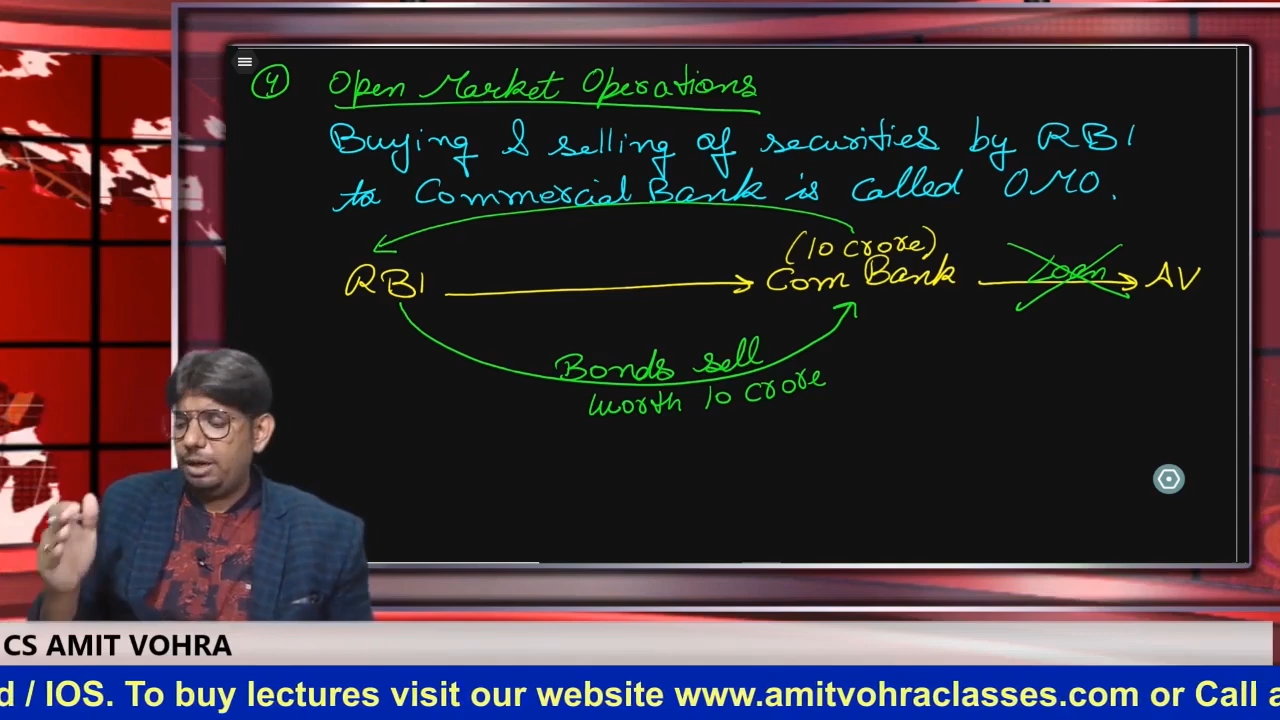 ④ Open Market Operations
Buying & selling of securities by RBI
to Commercial Bank is called OMO.
(10 crore)
RBI Com Bank Loan AV
Bonds sell
worth 10 crore
CS AMIT VOHRA
d / IOS. To buy lectures visit our website www.amitvohraclasses.com or Call a